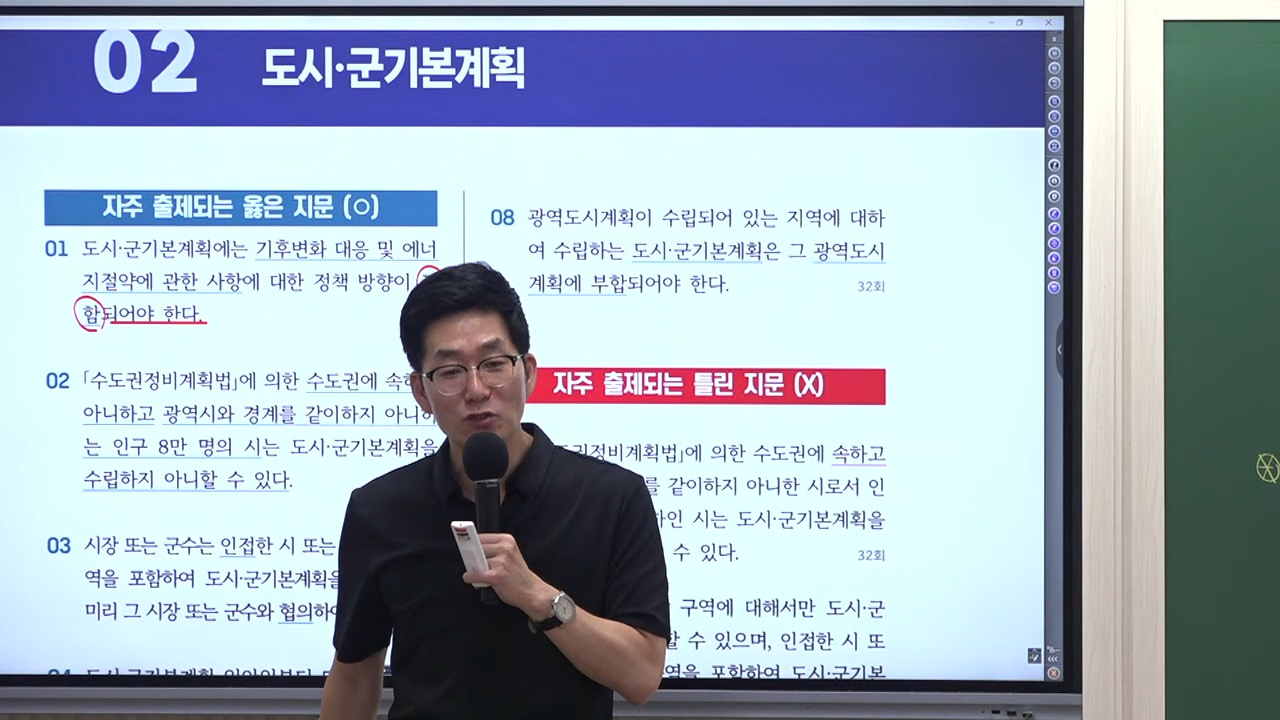 02 도시·군기본계획
자주 출제되는 옳은 지문 (○)
01 도시·군기본계획에는 기후변화 대응 및 에너
지절약에 관한 사항에 대한 정책 방향이
함되어야 한다.
02 「수도권정비계획법」에 의한 수도권에 속하
아니하고 광역시와 경계를 같이하지 아니하
는 인구 8만 명의 시는 도시·군기본계획을
수립하지 아니할 수 있다.
03 시장 또는 군수는 인접한 시 또는
역을 포함하여 도시·군기본계획을
미리 그 시장 또는 군수와 협의하여
08 광역도시계획이 수립되어 있는 지역에 대하
여 수립하는 도시·군기본계획은 그 광역도시
계획에 부합되어야 한다. 32회
자주 출제되는 틀린 지문 (X)
권정비계획법」에 의한 수도권에 속하고
를 같이하지 아니한 시로서 인
하인 시는 도시·군기본계획을
수 있다. 32회
구역에 대해서만 도시·군
할 수 있으며, 인접한 시 또
역을 포함하여 도시·군기본